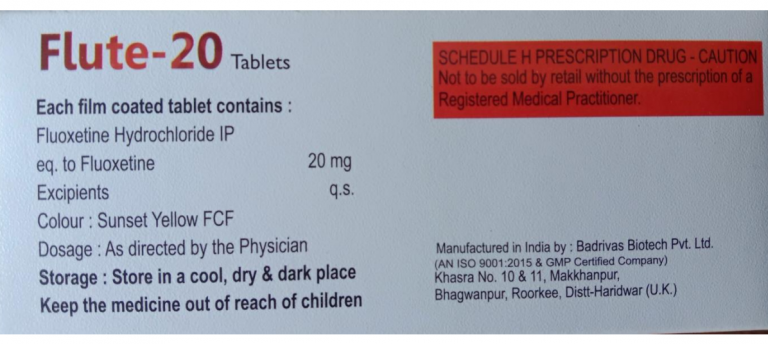 Flute-20 Tablets
Each film coated tablet contains :
Fluoxetine Hydrochloride IP
eq. to Fluoxetine 20 mg
Excipients q.s.
Colour : Sunset Yellow FCF
Dosage : As directed by the Physician
Storage : Store in a cool, dry & dark place
Keep the medicine out of reach of children
SCHEDULE H PRESCRIPTION DRUG - CAUTION
Not to be sold by retail without the prescription of a
Registered Medical Practitioner.
Manufactured in India by : Badrivas Biotech Pvt. Ltd.
(AN ISO 9001:2015 & GMP Certified Company)
Khasra No. 10 & 11, Makkhanpur,
Bhagwanpur, Roorkee, Distt-Haridwar (U.K.)